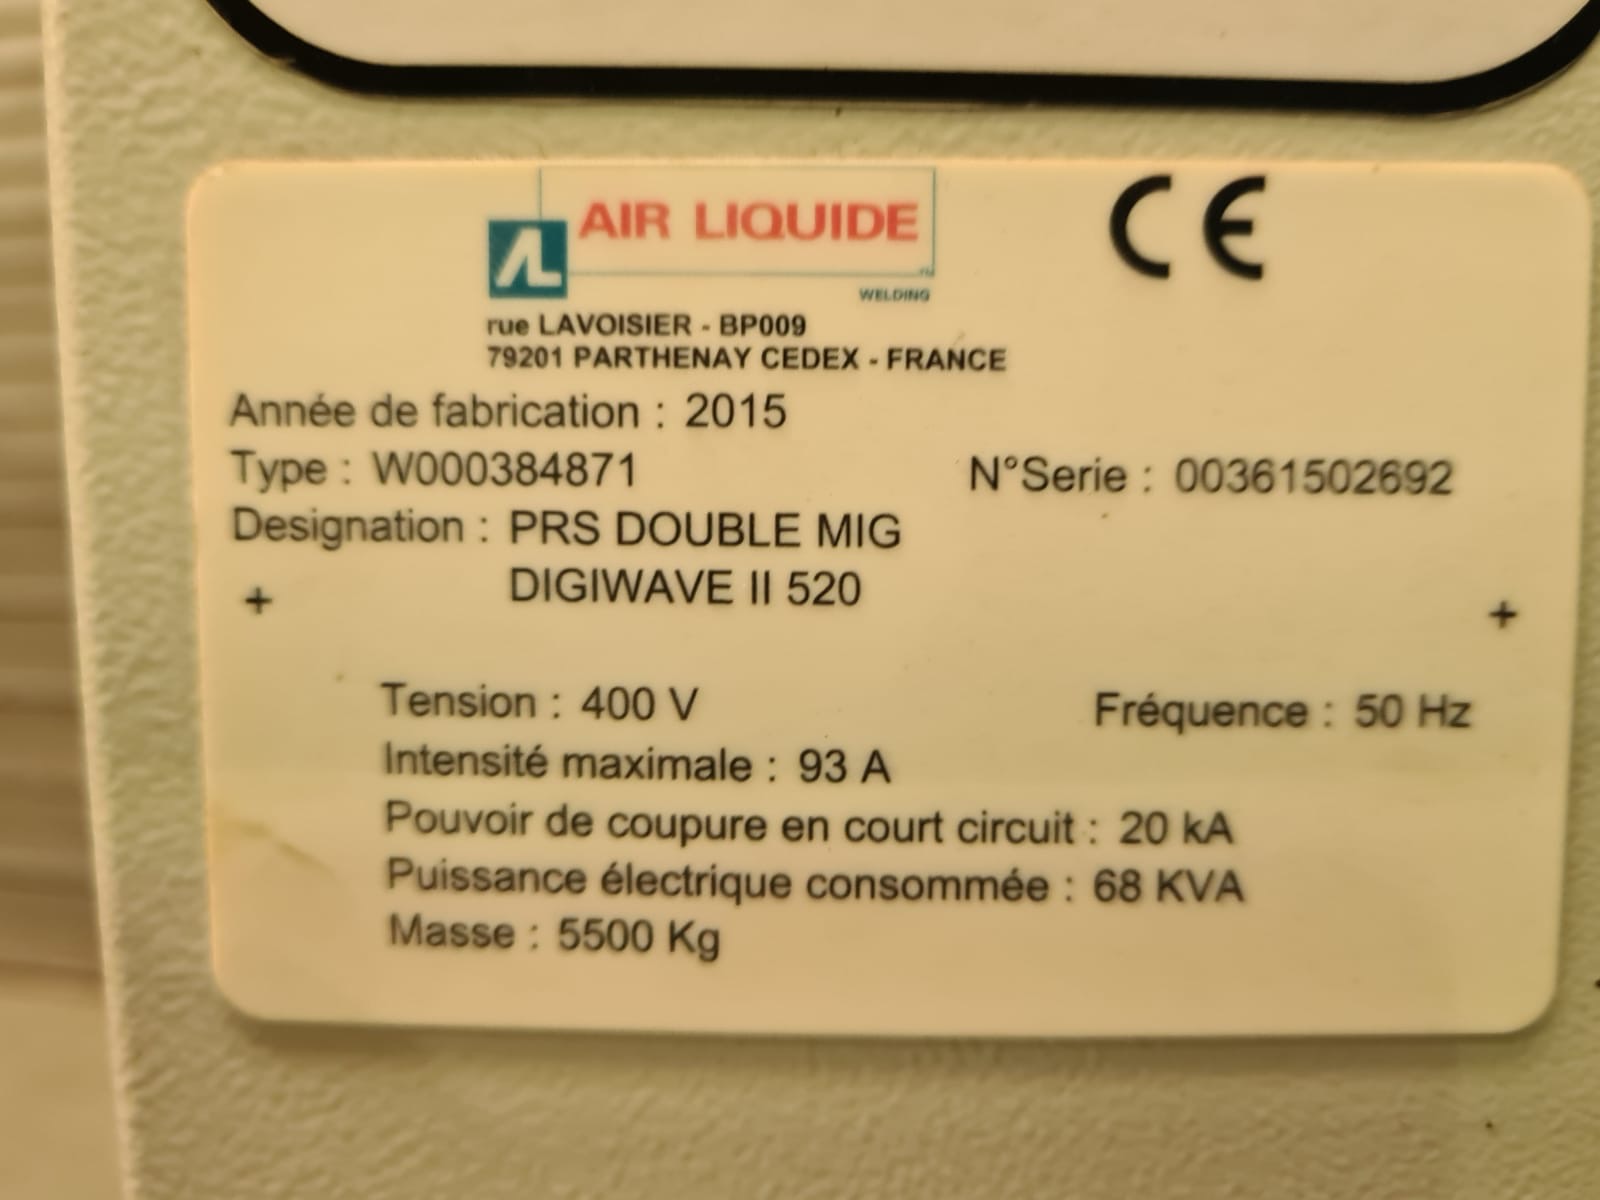 AIR LIQUIDE
WELDING
CE
rue LAVOISIER - BP009
79201 PARTHENAY CEDEX - FRANCE
Année de fabrication : 2015
Type : W000384871 N°Serie : 00361502692
Designation : PRS DOUBLE MIG
DIGIWAVE II 520
+ +
Tension : 400 V Fréquence : 50 Hz
Intensité maximale : 93 A
Pouvoir de coupure en court circuit : 20 kA
Puissance électrique consommée : 68 KVA
Masse : 5500 Kg